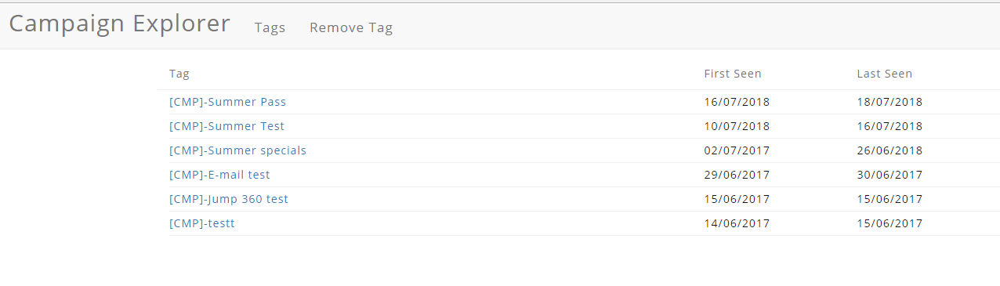 Campaign Explorer Tags Remove Tag
Tag First Seen Last Seen
[CMP]-Summer Pass 16/07/2018 18/07/2018
[CMP]-Summer Test 10/07/2018 16/07/2018
[CMP]-Summer specials 02/07/2017 26/06/2018
[CMP]-E-mail test 29/06/2017 30/06/2017
[CMP]-Jump 360 test 15/06/2017 15/06/2017
[CMP]-testt 14/06/2017 15/06/2017